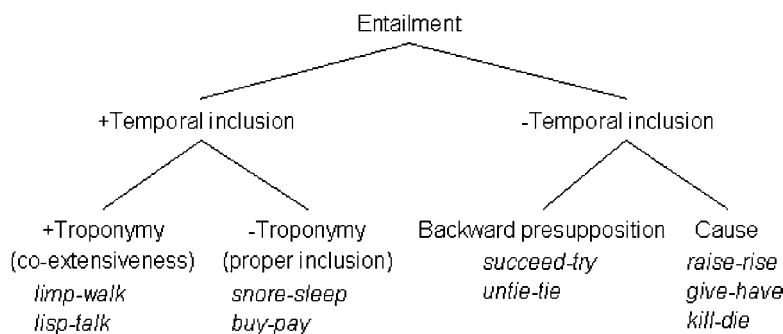 Entailment
+Temporal inclusion
-Temporal inclusion
+Troponymy
(co-extensiveness)
limp-walk
lisp-talk
-Troponymy
(proper inclusion)
snore-sleep
buy-pay
Backward presupposition
succeed-try
untie-tie
Cause
raise-rise
give-have
kill-die